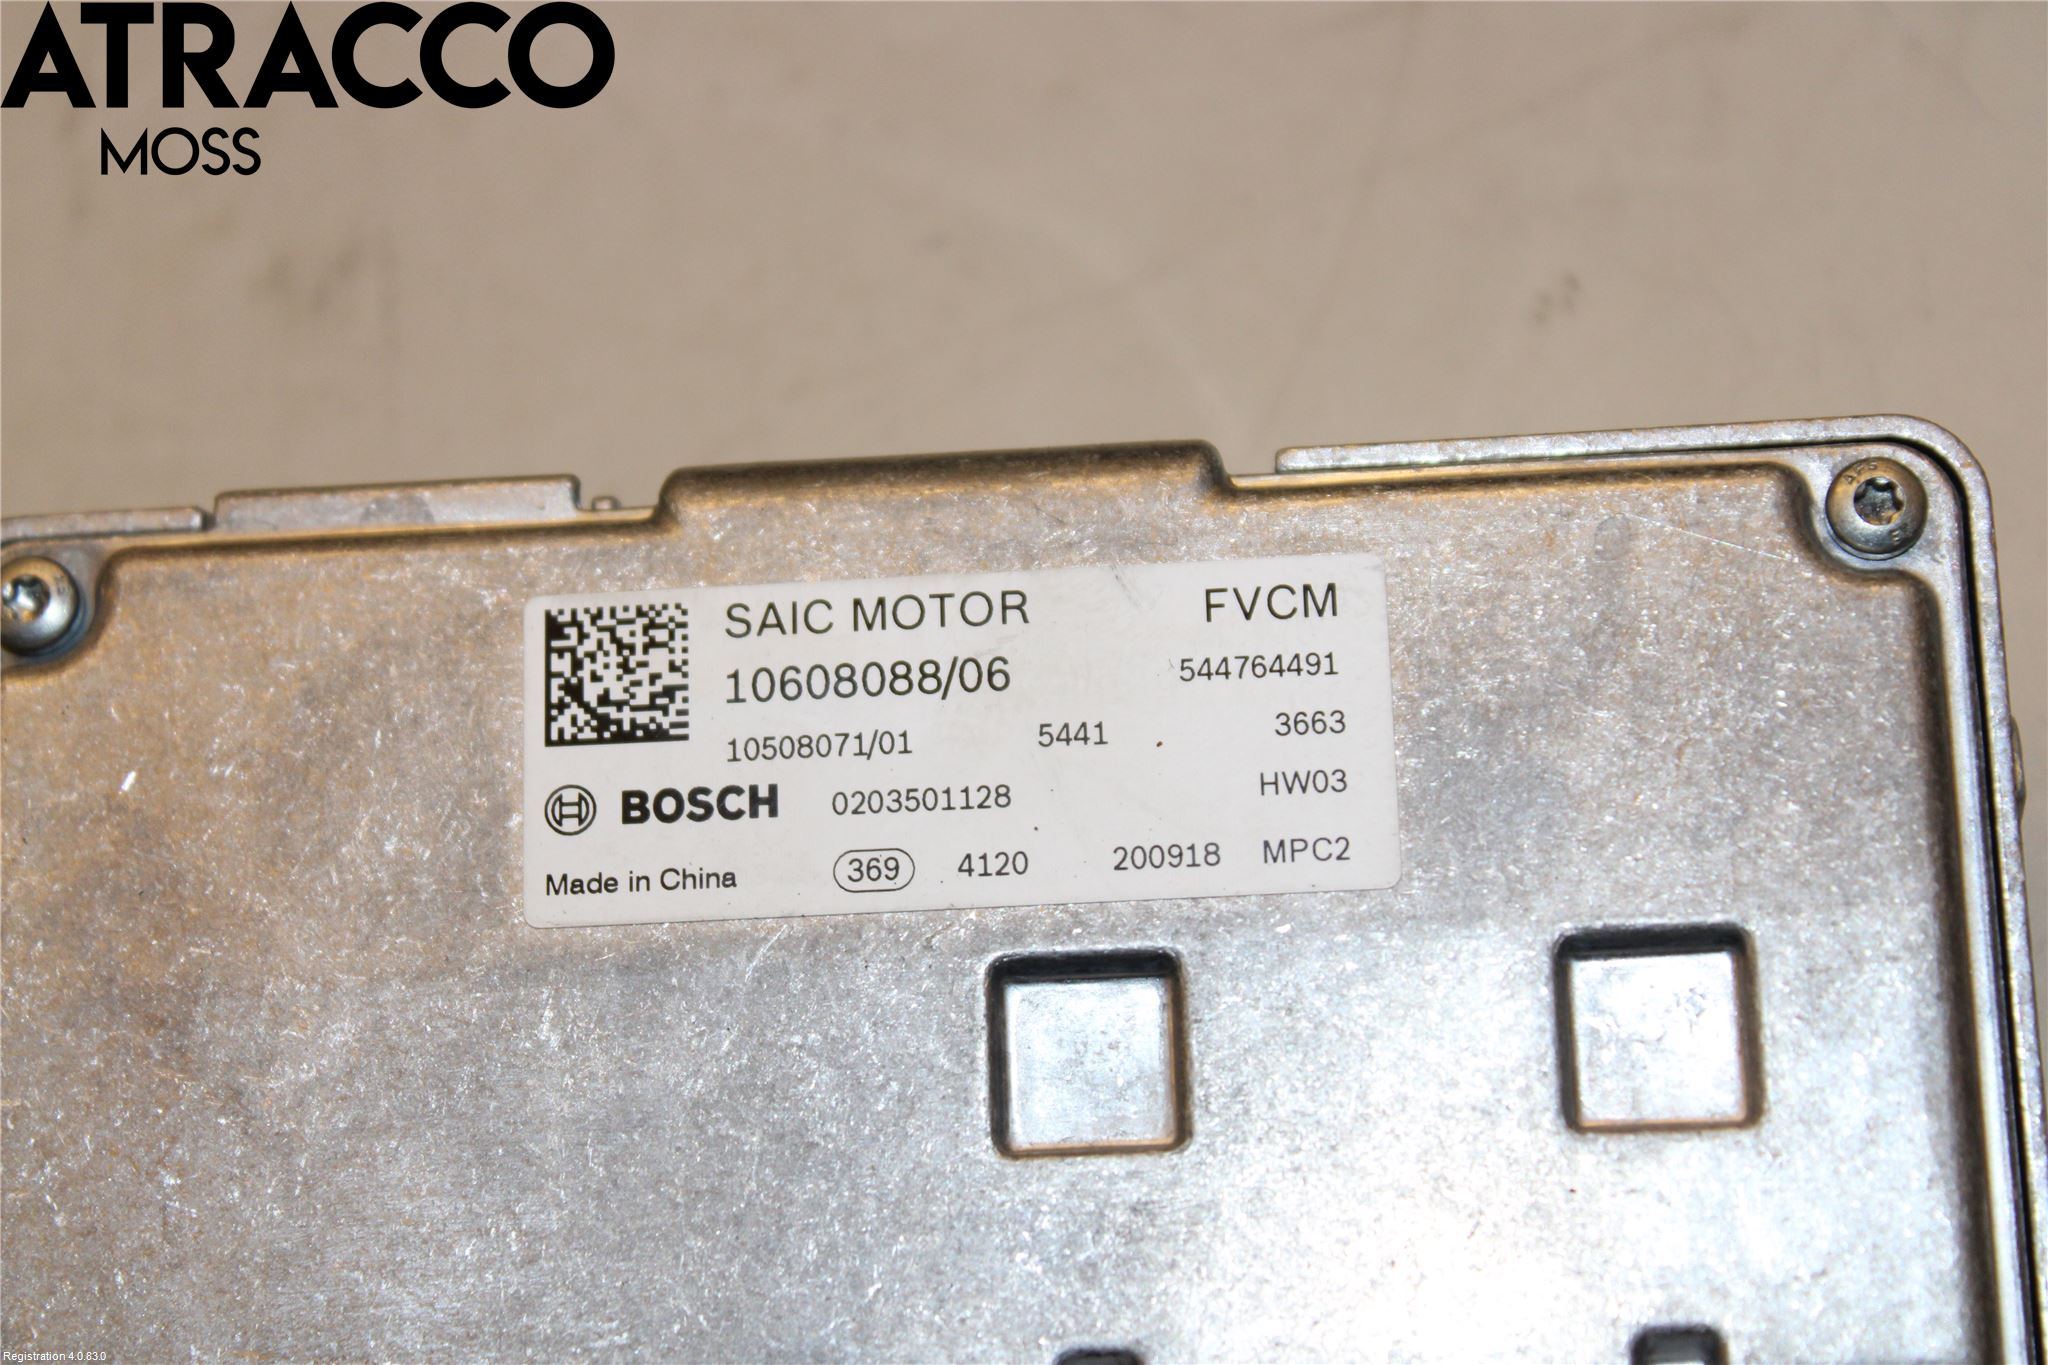 ATRACCO
MOSS
SAIC MOTOR FVCM
10608088/06 544764491
10508071/01 5441 3663
BOSCH 0203501128 HW03
Made in China 369 4120 200918 MPC2
Registration 4.0.83.0